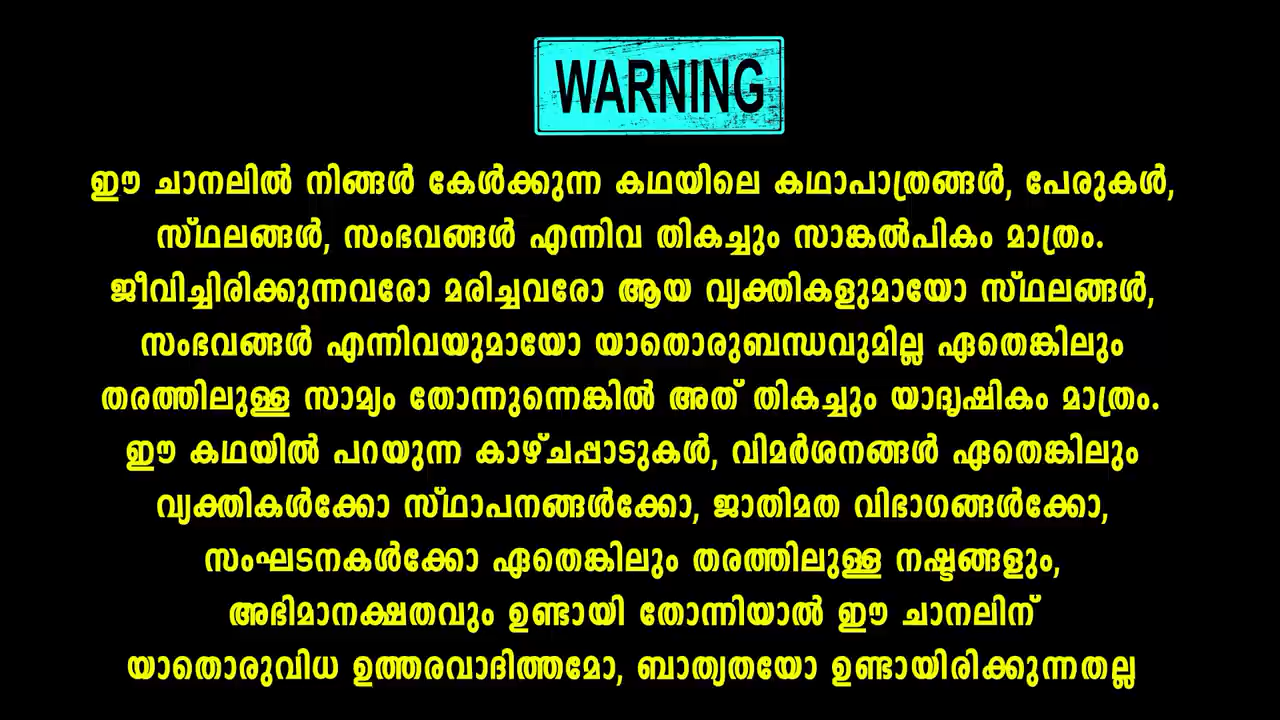 WARNING
ഈ ചാനലിൽ നിങ്ങൾ കേൾക്കുന്ന കഥയിലെ കഥാപാത്രങ്ങൾ, പേരുകൾ,
സ്ഥലങ്ങൾ, സംഭവങ്ങൾ എന്നിവ തികച്ചും സാങ്കൽപികം മാത്രം.
ജീവിച്ചിരിക്കുന്നവരോ മരിച്ചവരോ ആയ വ്യക്തികളുമായോ സ്ഥലങ്ങൾ,
സംഭവങ്ങൾ എന്നിവയുമായോ യാതൊരുബന്ധവുമില്ല ഏതെങ്കിലും
തരത്തിലുള്ള സാമ്യം തോന്നുന്നെങ്കിൽ അത് തികച്ചും യാദൃഷികം മാത്രം.
ഈ കഥയിൽ പറയുന്ന കാഴ്ചപ്പാടുകൾ, വിമർശനങ്ങൾ ഏതെങ്കിലും
വ്യക്തികൾക്കോ സ്ഥാപനങ്ങൾക്കോ, ജാതിമത വിഭാഗങ്ങൾക്കോ,
സംഘടനകൾക്കോ ഏതെങ്കിലും തരത്തിലുള്ള നഷ്ടങ്ങളും,
അഭിമാനക്ഷതവും ഉണ്ടായി തോന്നിയാൽ ഈ ചാനലിന്
യാതൊരുവിധ ഉത്തരവാദിത്തമോ, ബാത്യതയോ ഉണ്ടായിരിക്കുന്നതല്ല